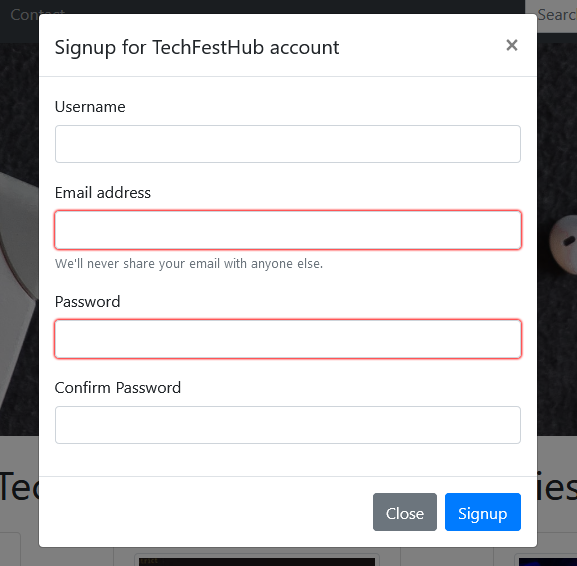 Contact
Searc
Signup for TechFestHub account
×
Username
Email address
We'll never share your email with anyone else.
Password
Confirm Password
Tec
ies
Close
Signup